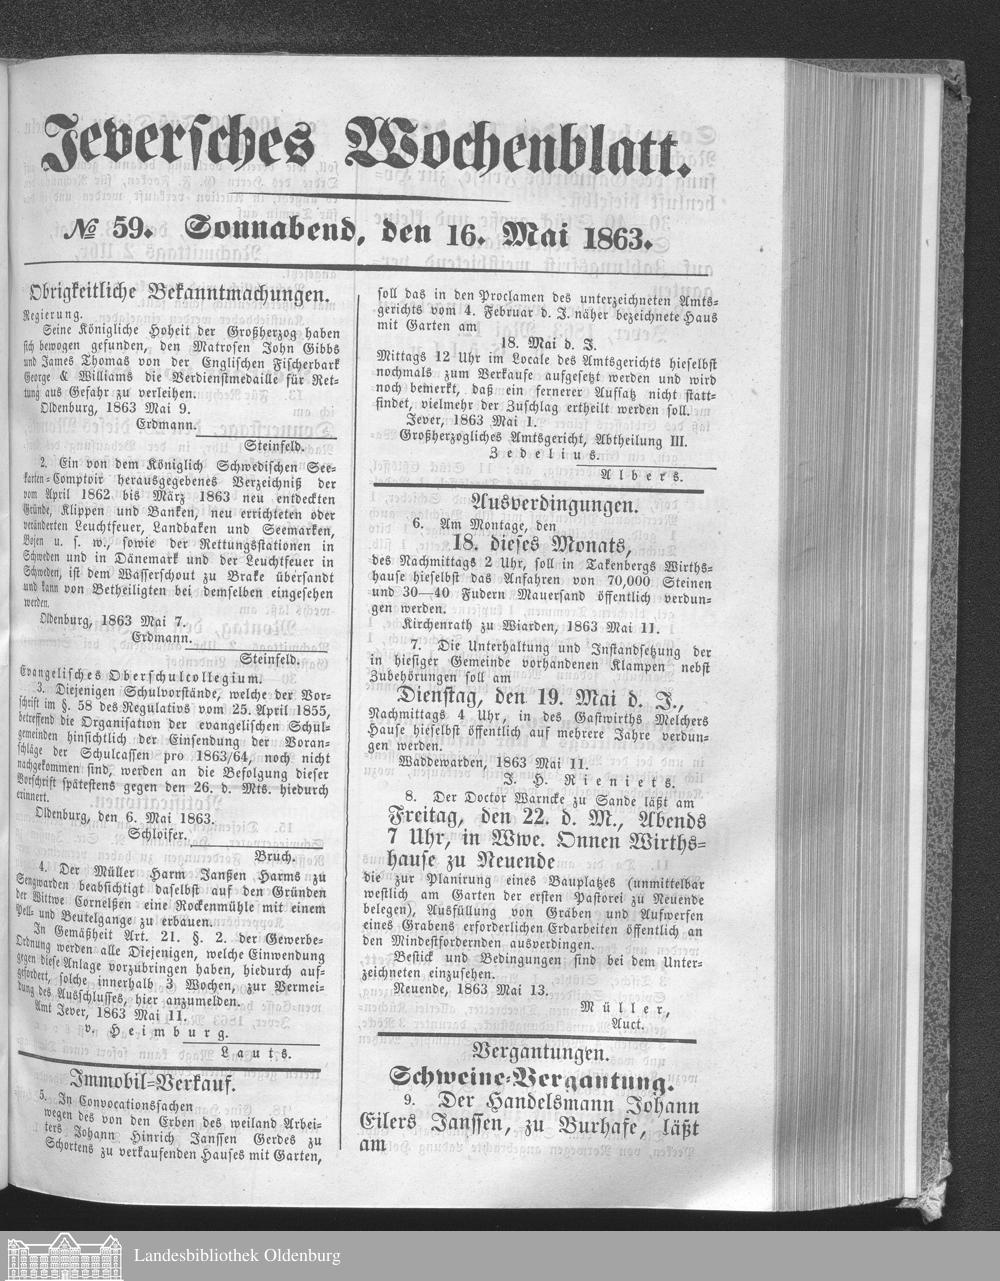 Jeversches Wochenblatt.
№ 59. Sonnabend, den 16. Mai 1863.
Obrigkeitliche Bekanntmachungen.
Regierung.
Seine Königliche Hoheit der Großherzog haben
sich bewogen gefunden, den Matrosen John Gibbs
und James Thomas von der Englischen Fischerbark
George & Williams die Verdienstmedaille für Ret-
tung aus Gefahr zu verleihen.
Oldenburg, 1863 Mai 9.
Erdmann.
Steinfeld.
2. Ein von dem Königlich Schwedischen See-
karten-Comptoir herausgegebenes Verzeichniß der
vom April 1862 bis März 1863 neu entdeckten
Gründe, Klippen und Banken, neu errichteten oder
veränderten Leuchtfeuer, Landbaken und Seemarken,
Bojen u. s. w., sowie der Rettungsstationen in
Schweden und in Dänemark und der Leuchtfeuer in
Schweden, ist dem Wasserschout zu Brake übersandt
und kann von Betheiligten bei demselben eingesehen
werden.
Oldenburg, 1863 Mai 7.
Erdmann.
Steinfeld.
Evangelisches Oberschulcollegium.
3. Diejenigen Schulvorstände, welche der Vor-
schrift im §. 58 des Regulativs vom 25. April 1855,
betreffend die Organisation der evangelischen Schul-
gemeinden hinsichtlich der Einsendung der Voran-
schläge der Schulcassen pro 1863/64, noch nicht
nachgekommen sind, werden an die Befolgung dieser
Vorschrift spätestens gegen den 26. d. Mts. hiedurch
erinnert.
Oldenburg, den 6. Mai 1863.
Schloifer.
Bruch.
4. Der Müller Harm Janßen Harms zu
Sengwarden beabsichtigt daselbst auf den Gründen
der Wittwe Cornelßen eine Rockenmühle mit einem
Pell- und Beutelgange zu erbauen.
In Gemäßheit Art. 21. §. 2. der Gewerbe-
Ordnung werden alle Diejenigen, welche Einwendung
gegen diese Anlage vorzubringen haben, hiedurch auf-
gefordert, solche innerhalb 3 Wochen, zur Vermei-
dung des Ausschlusses, hier anzumelden.
Amt Jever, 1863 Mai 11.
v. Heimburg.
Lauts.
Immobil-Verkauf.
5. In Convocationssachen
wegen des von den Erben des weiland Arbei-
ters Johann Hinrich Janssen Gerdes zu
Schortens zu verkaufenden Hauses mit Garten,
soll das in den Proclamen des unterzeichneten Amts-
gerichts vom 4. Februar d. J. näher bezeichnete Haus
mit Garten am
18. Mai d. J.
Mittags 12 Uhr im Locale des Amtsgerichts hieselbst
nochmals zum Verkaufe aufgesetzt werden und wird
noch bemerkt, daß ein fernerer Aufsatz nicht statt-
findet, vielmehr der Zuschlag ertheilt werden soll.
Jever, 1863 Mai 1.
Großherzogliches Amtsgericht, Abtheilung III.
Zedelius.
Albers.
Ausverdingungen.
6. Am Montage, den
18. dieses Monats,
des Nachmittags 2 Uhr, soll in Takenbergs Wirths-
hause hieselbst das Anfahren von 70,000 Steinen
und 30—40 Fudern Mauersand öffentlich verdun-
gen werden.
Kirchenrath zu Wiarden, 1863 Mai 11.
7. Die Unterhaltung und Instandsetzung der
in hiesiger Gemeinde vorhandenen Klampen nebst
Zubehörungen soll am
Dienstag, den 19. Mai d. J.,
Nachmittags 4 Uhr, in des Gastwirths Melchers
Hause hieselbst öffentlich auf mehrere Jahre verdun-
gen werden.
Waddewarden, 1863 Mai 11.
J. H. Rieniets.
8. Der Doctor Warncke zu Sande läßt am
Freitag, den 22. d. M., Abends
7 Uhr, in Wwe. Onnen Wirths-
hause zu Neuende
die zur Planirung eines Bauplatzes (unmittelbar
westlich am Garten der ersten Pastorei zu Neuende
belegen), Ausfüllung von Gräben und Aufwerfen
eines Grabens erforderlichen Erdarbeiten öffentlich an
den Mindestfordernden ausverdingen.
Bestick und Bedingungen sind bei dem Unter-
zeichneten einzusehen.
Neuende, 1863 Mai 13.
Müller,
Auct.
Vergantungen.
Schweine-Vergantung.
9. Der Handelsmann Johann
Eilers Janssen, zu Burhafe, läßt
am
Landesbibliothek Oldenburg